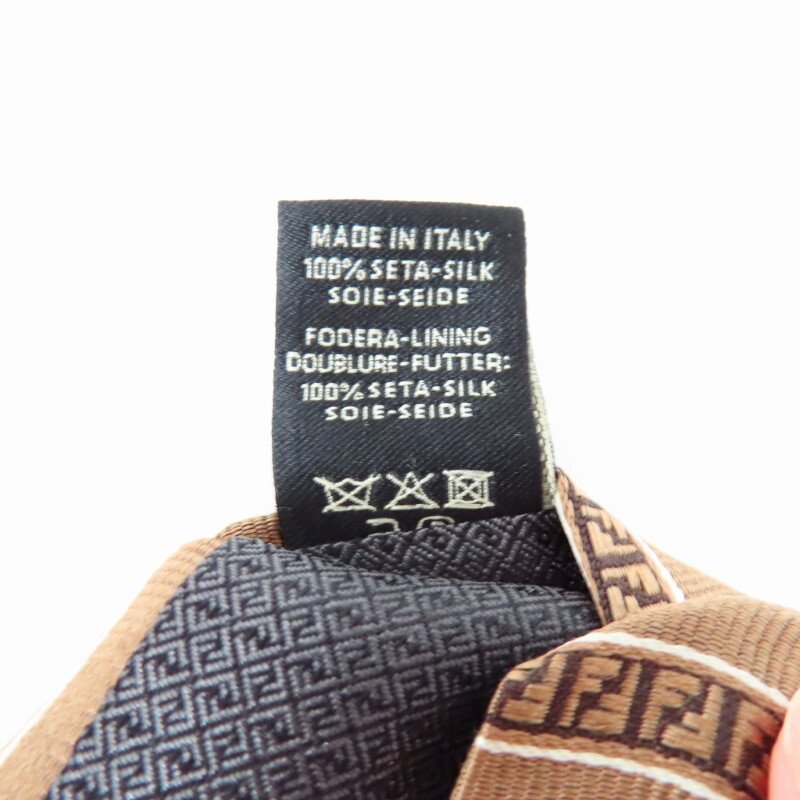 MADE IN ITALY
100% SETA-SILK
SOIE-SEIDE
FODERA-LINING
DOUBLURE-FUTTER:
100% SETA-SILK
SOIE-SEIDE